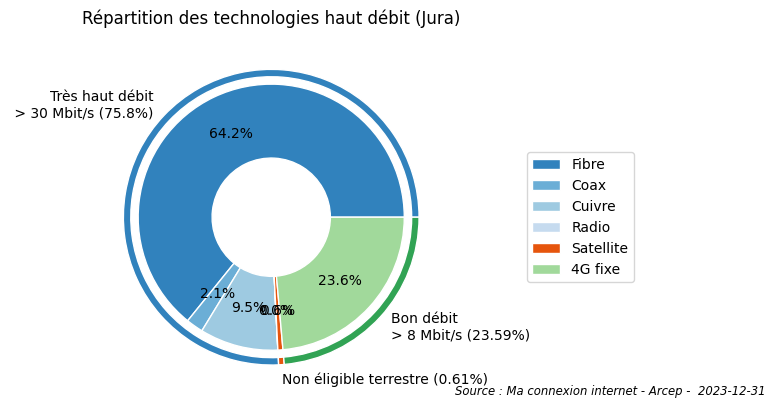 Répartition des technologies haut débit (Jura)
Très haut débit
> 30 Mbit/s (75.8%)
64.2%
2.1%
9.5%
0.6%
23.6%
Bon débit
> 8 Mbit/s (23.59%)
Non éligible terrestre (0.61%)
Fibre
Coax
Cuivre
Radio
Satellite
4G fixe
Source : Ma connexion internet - Arcep -  2023-12-31